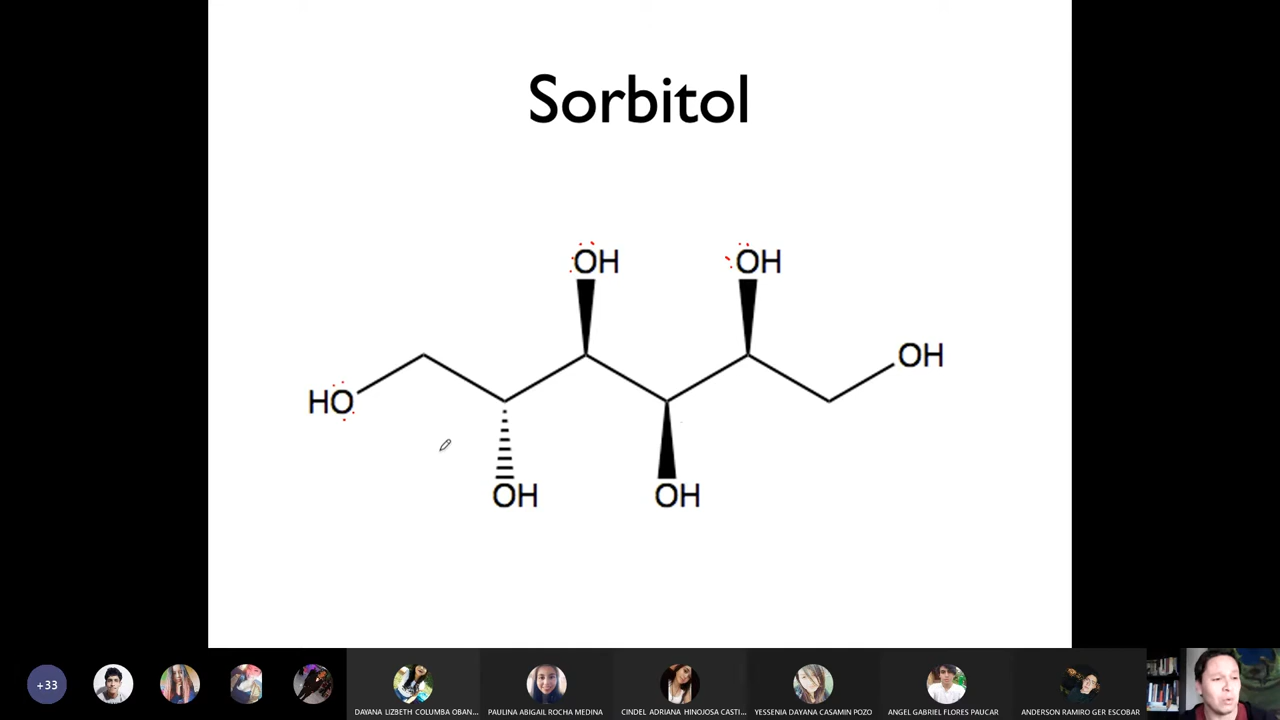 Sorbitol
OH
OH
OH
HO
OH
OH
+33
DAYANA LIZBETH COLUMBA OBAN...
PAULINA ABIGAIL ROCHA MEDINA
CINDEL ADRIANA HINOJOSA CASTI...
YESSENIA DAYANA CASAMIN POZO
ANGEL GABRIEL FLORES PAUCAR
ANDERSON RAMIRO GER ESCOBAR